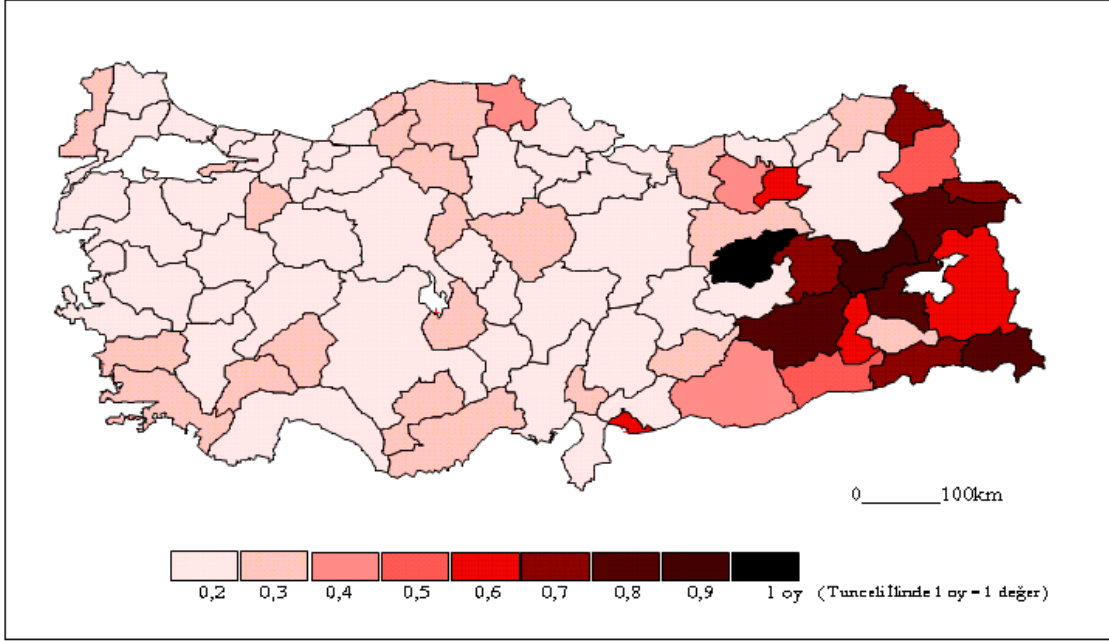 0________100km
0,2 0,3 0,4 0,5 0,6 0,7 0,8 0,9 1 oy (Tunceli İlinde 1 oy = 1 değer)